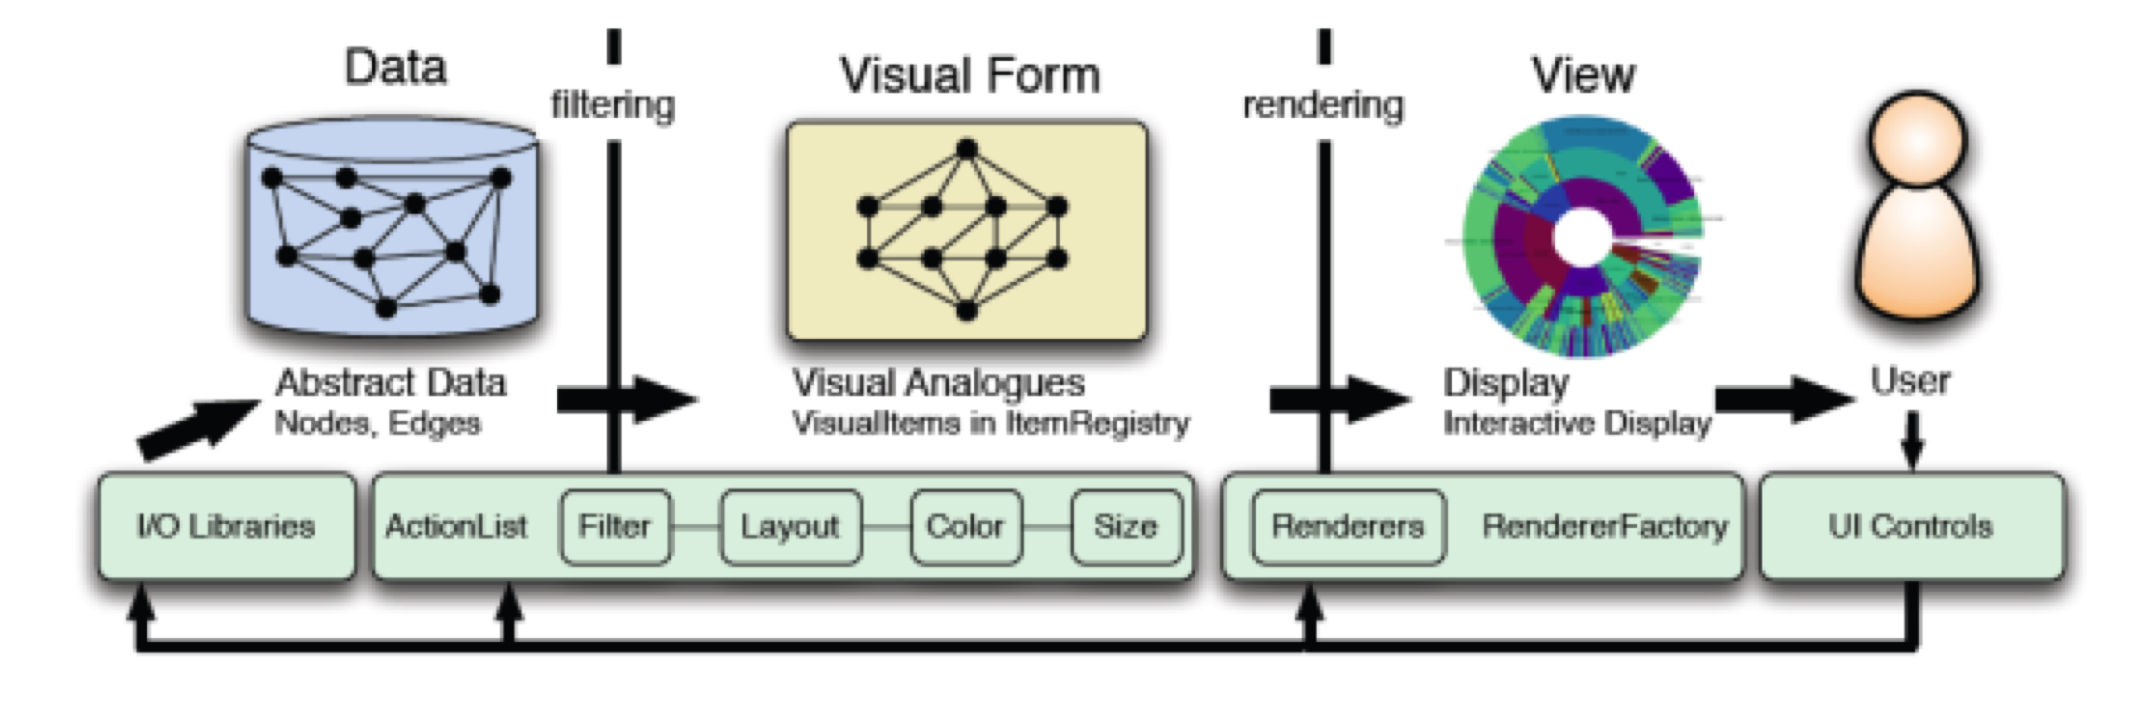 Data
filtering
Visual Form
rendering
View
Abstract Data
Nodes, Edges
Visual Analogues
VisualItems in ItemRegistry
Display
Interactive Display
User
I/O Libraries
ActionList
Filter
Layout
Color
Size
Renderers
RendererFactory
UI Controls